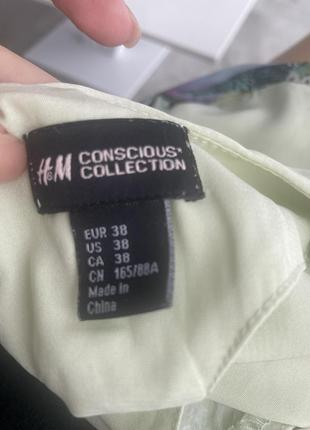 H&M CONSCIOUS*
COLLECTION
EUR 38
US 38
CA 38
CN 165/88A
Made in
China